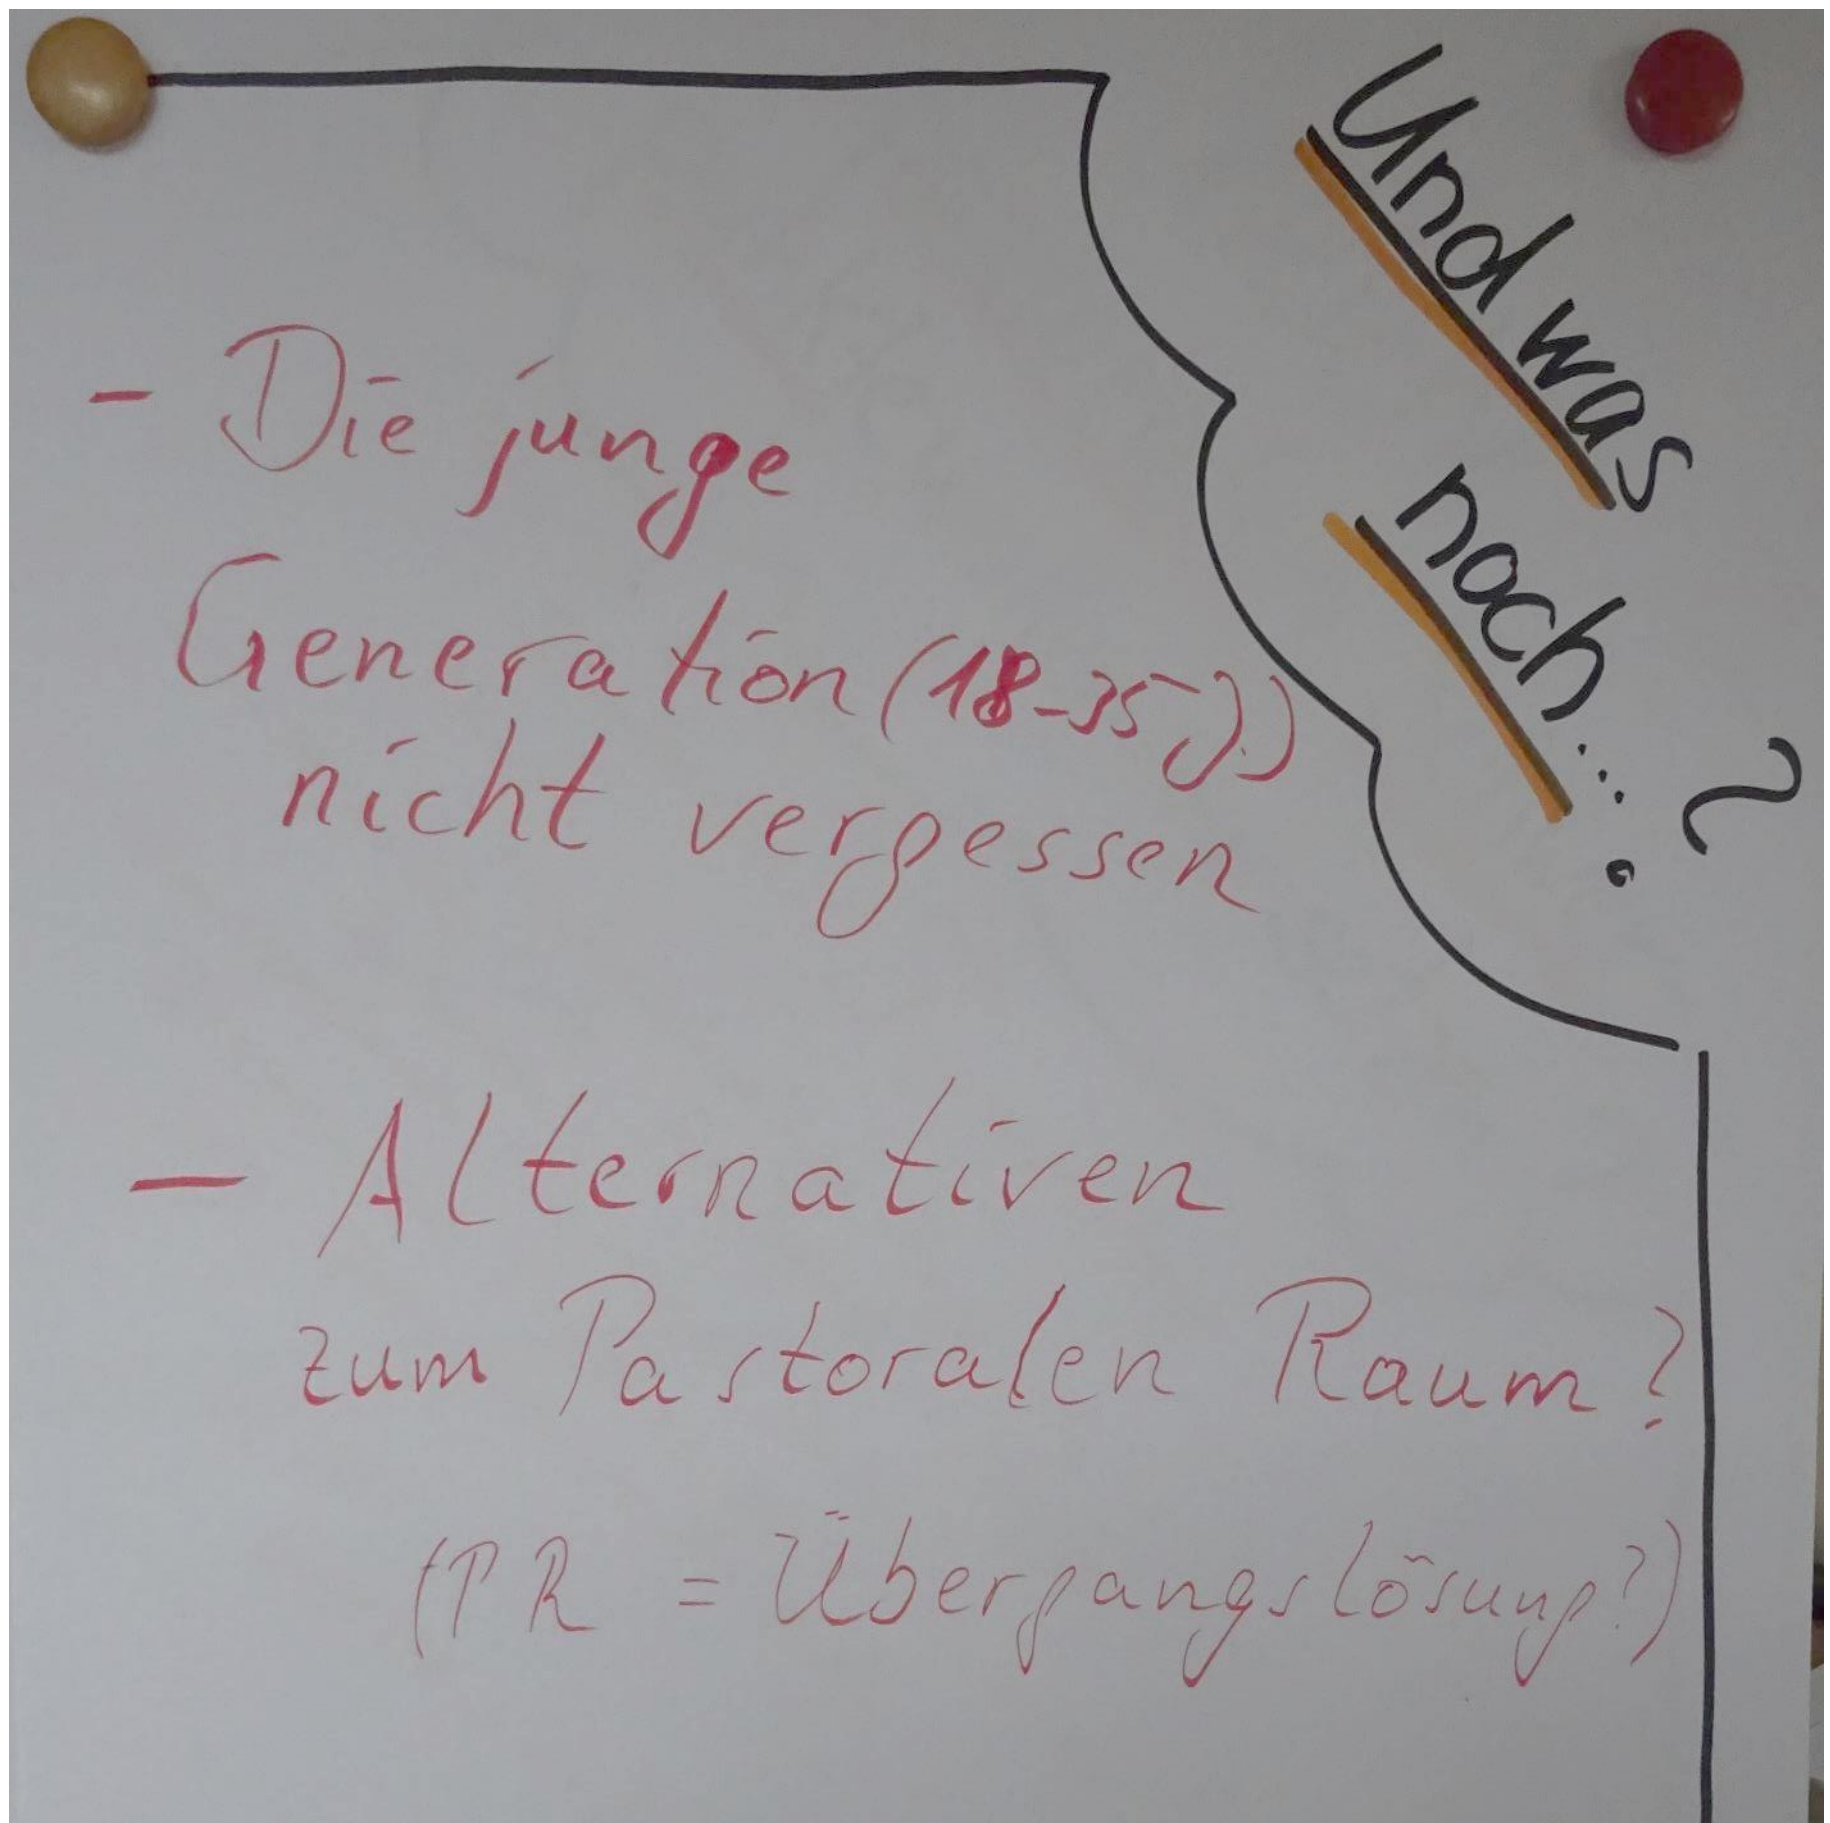 Und was
noch...?
- Die junge
Generation (18-35 J.)
nicht vergessen
- Alternativen
zum Pastoralen Raum?
(PR = Übergangslösung?)